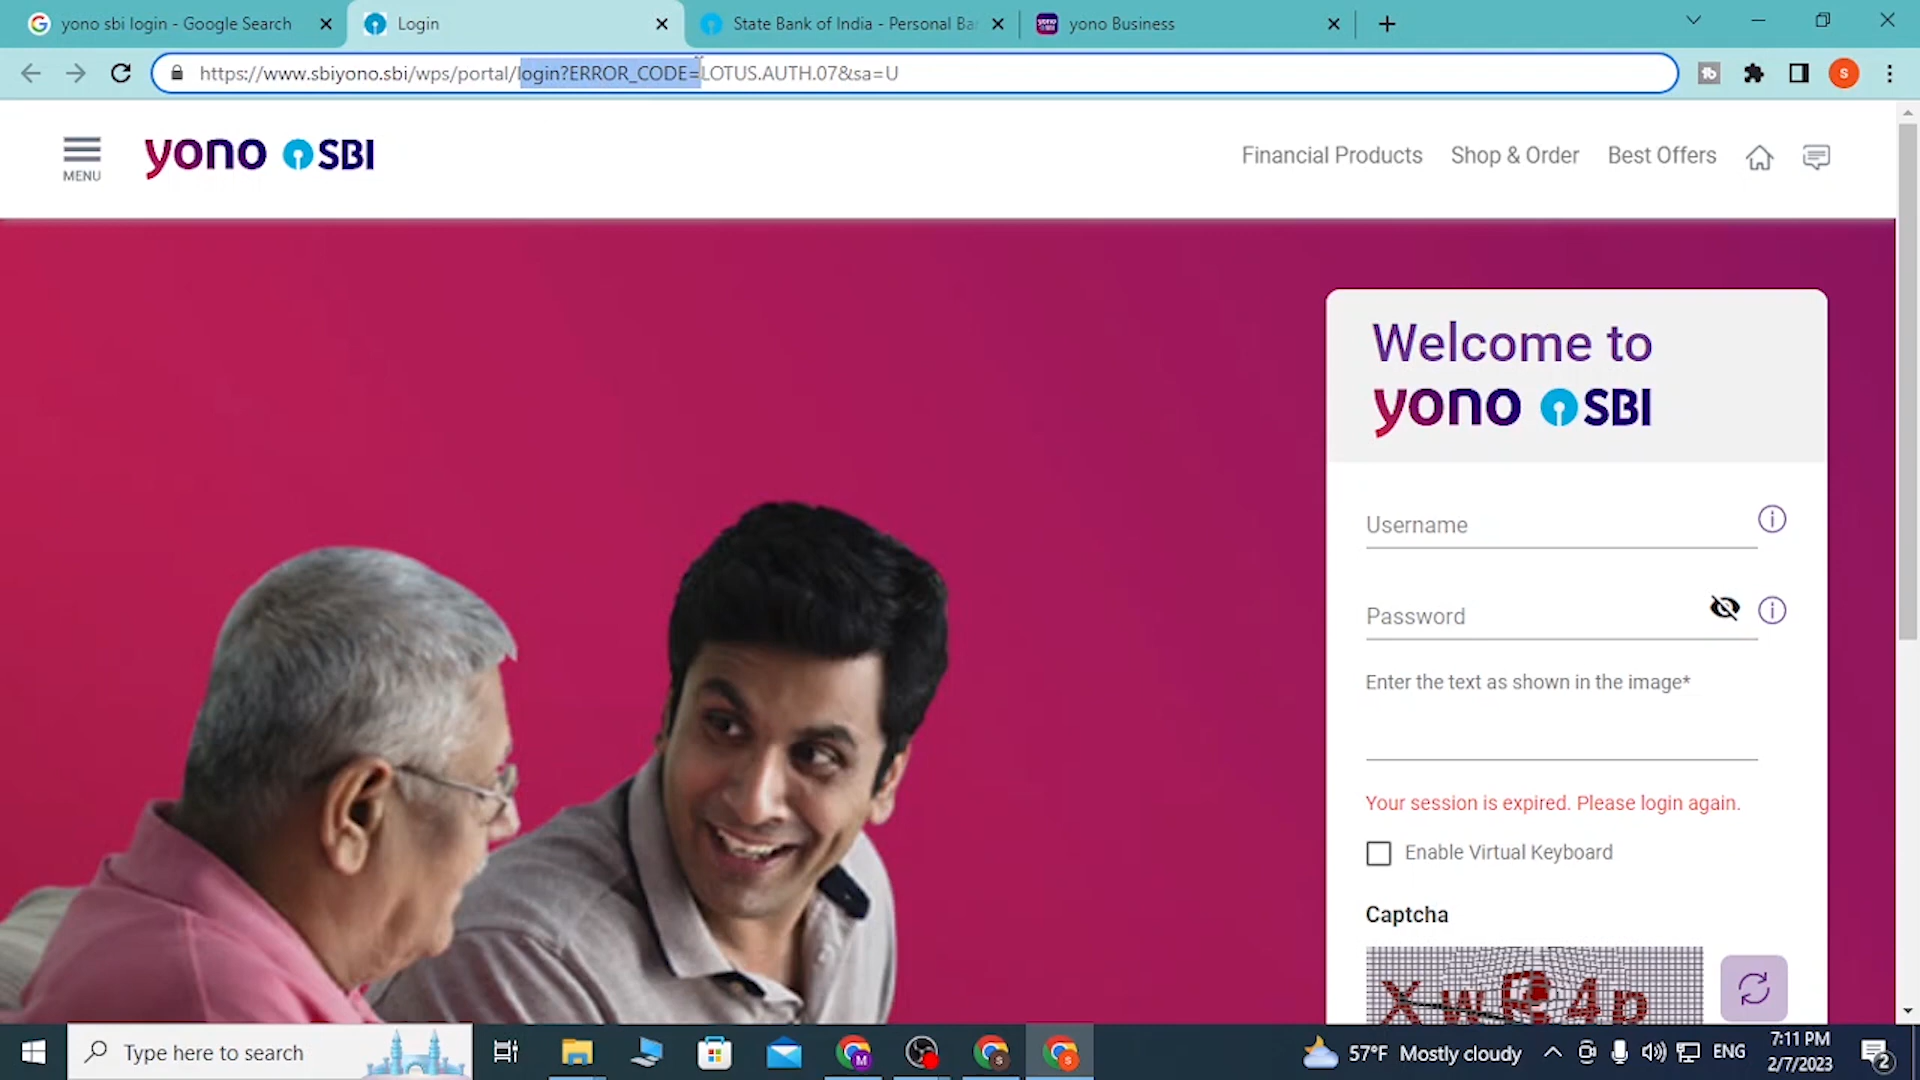 yono sbi login - Google Search
Login
State Bank of India - Personal Ba
yono Business
https://www.sbiyono.sbi/wps/portal/login?ERROR_CODE=LOTUS.AUTH.07&sa=U
S
MENU
yono SBI
Financial Products
Shop & Order
Best Offers
Welcome to
yono SBI
Username
Password
Enter the text as shown in the image*
Your session is expired. Please login again.
Enable Virtual Keyboard
Captcha
Type here to search
57°F Mostly cloudy
ENG
7:11 PM
2/7/2023
2